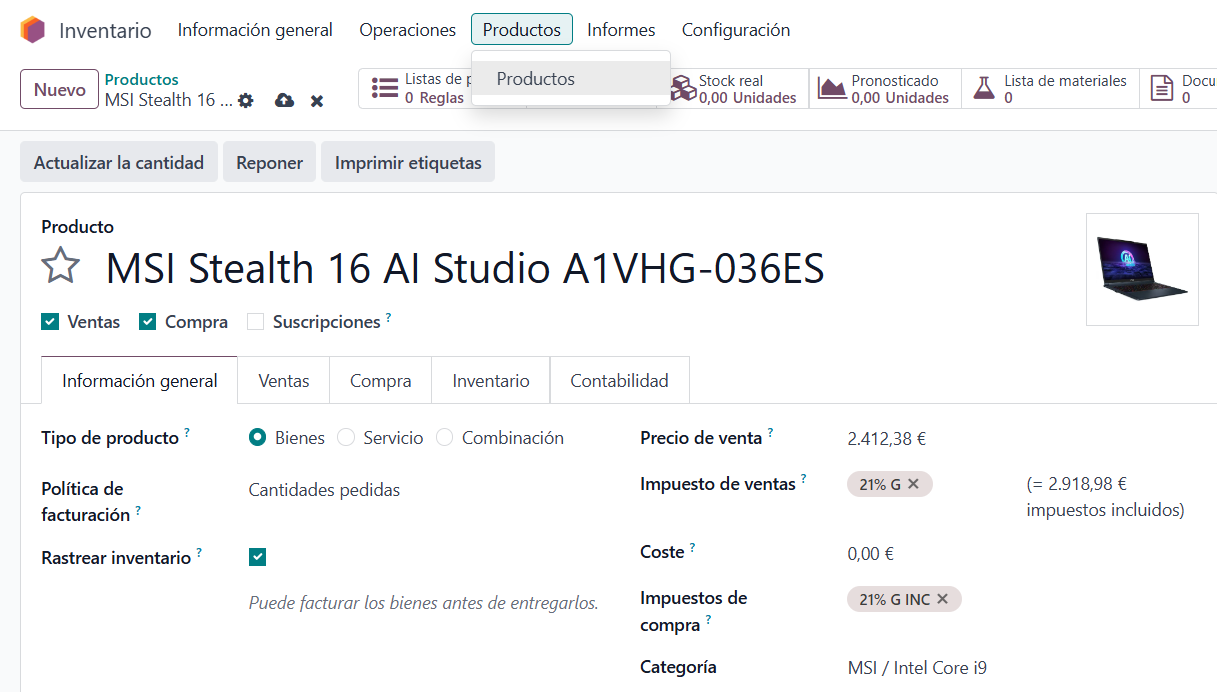 Inventario Información general Operaciones Productos Informes Configuración
Productos
Nuevo
Productos
MSI Stealth 16 ...
Listas de p
0 Reglas
Stock real
0,00 Unidades
Pronosticado
0,00 Unidades
Lista de materiales
0
Docu
0
Actualizar la cantidad Reponer Imprimir etiquetas
Producto
MSI Stealth 16 AI Studio A1VHG-036ES
Ventas Compra Suscripciones ?
Información general Ventas Compra Inventario Contabilidad
Tipo de producto ? Bienes Servicio Combinación
Política de
facturación ?
Cantidades pedidas
Rastrear inventario ?
Puede facturar los bienes antes de entregarlos.
Precio de venta ? 2.412,38 €
Impuesto de ventas ? 21% G ✕ (= 2.918,98 €
impuestos incluidos)
Coste ? 0,00 €
Impuestos de
compra ?
21% G INC ✕
Categoría MSI / Intel Core i9